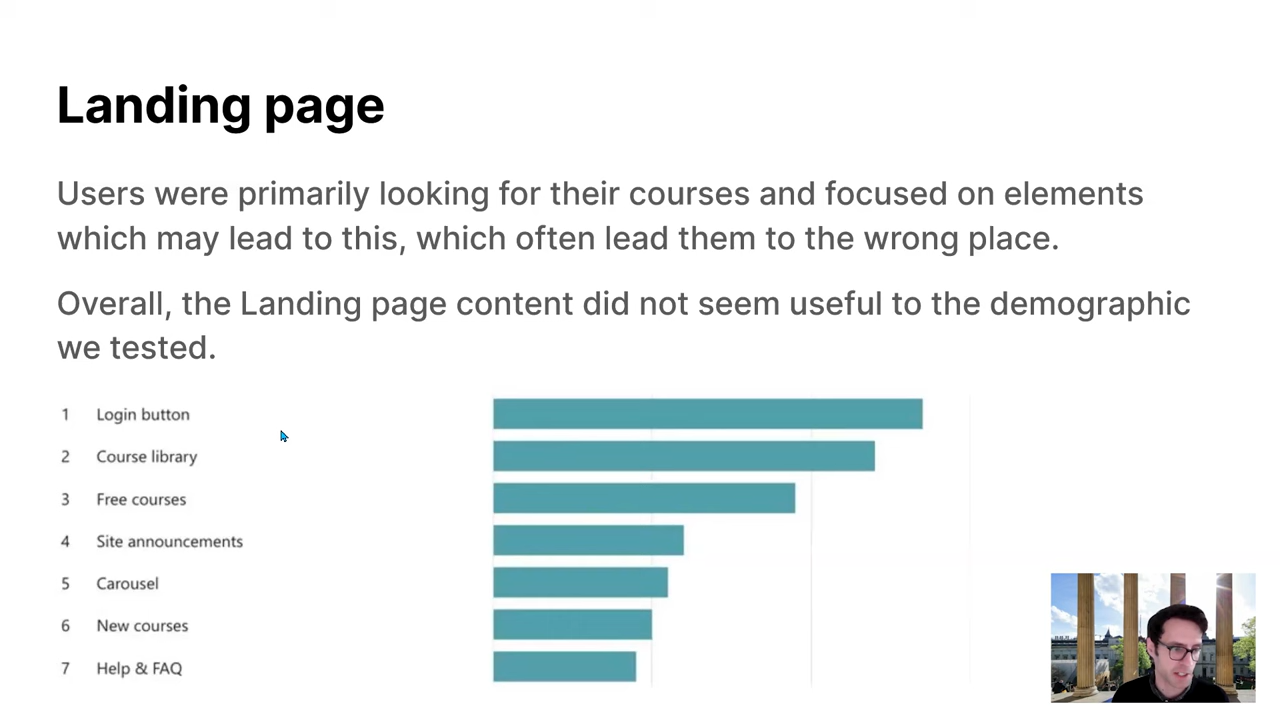 Landing page
Users were primarily looking for their courses and focused on elements
which may lead to this, which often lead them to the wrong place.
Overall, the Landing page content did not seem useful to the demographic
we tested.
1 Login button
2 Course library
3 Free courses
4 Site announcements
5 Carousel
6 New courses
7 Help & FAQ